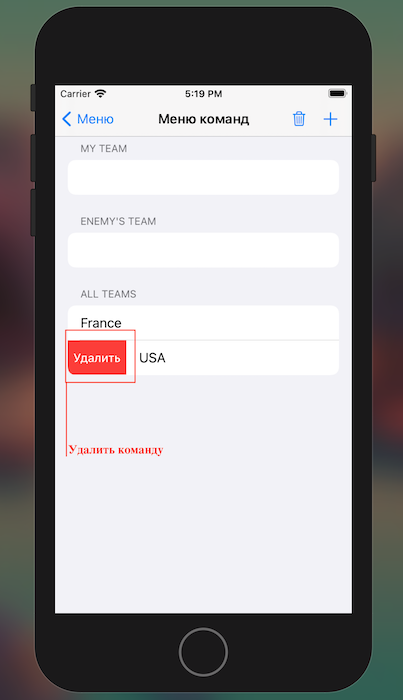 Carrier 5:19 PM
Меню Меню команд
MY TEAM
ENEMY'S TEAM
ALL TEAMS
France
Удалить USA
Удалить команду